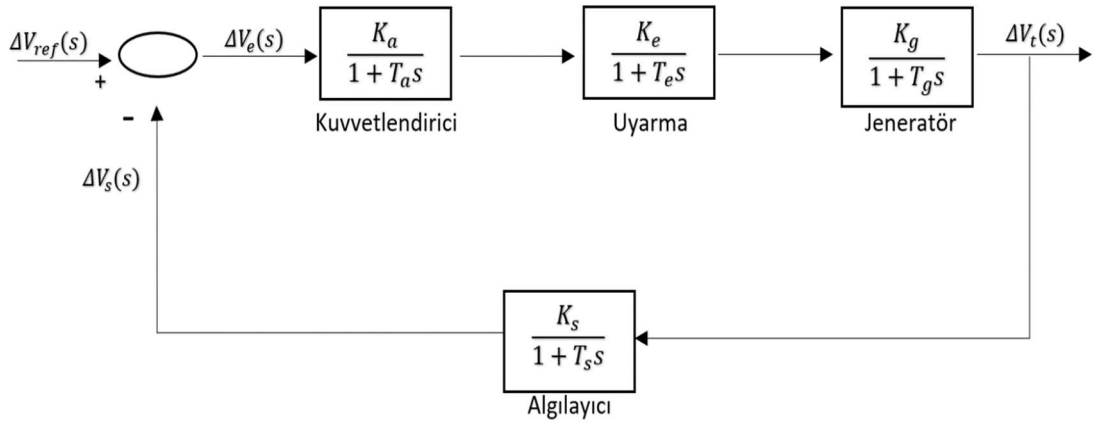 ΔV_ref(s)
+
-
ΔV_e(s)
K_a
1 + T_a s
Kuvvetlendirici
K_e
1 + T_e s
Uyarma
K_g
1 + T_g s
Jeneratör
ΔV_t(s)
ΔV_s(s)
K_s
1 + T_s s
Algılayıcı